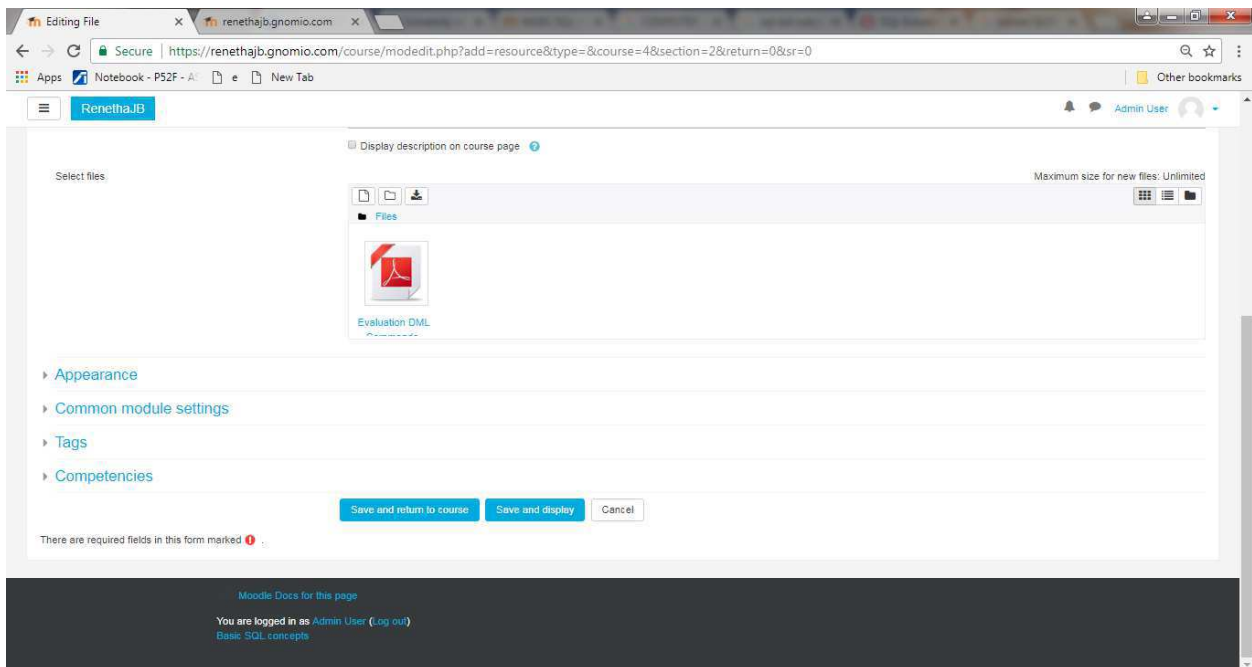 Editing File
renethajb.gnomio.com
Secure | https://renethajb.gnomio.com/course/modedit.php?add=resource&type=&course=4&section=2&return=0&sr=0
Apps Notebook - P52F - A e New Tab Other bookmarks
RenethaJB Admin User
Display description on course page
Select files Maximum size for new files: Unlimited
Files
Evaluation DML
Commands
Appearance
Common module settings
Tags
Competencies
Save and return to course Save and display Cancel
There are required fields in this form marked .
Moodle Docs for this page
You are logged in as Admin User (Log out)
Basic SQL concepts